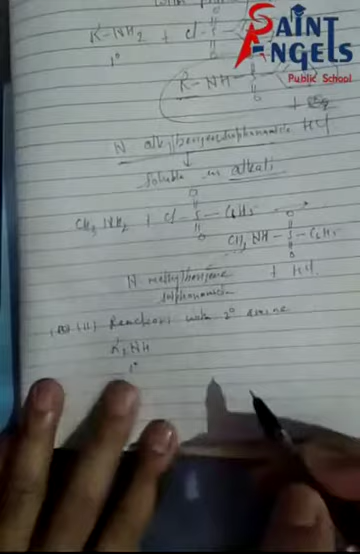 SAINT
ANGELS
Public School
R-NH2 + Cl-S
O
O
1°
R-NH-S
O
+ HCl
N alkylbenzenesulphonamide
↓
Soluble in alkali
O
CH3NH2 + Cl-S-C6H5 →
O
O
CH3NH-S-C6H5
O
+ HCl
N methylbenzene
sulphonamide
Reaction with 2° amine
R2NH
1°